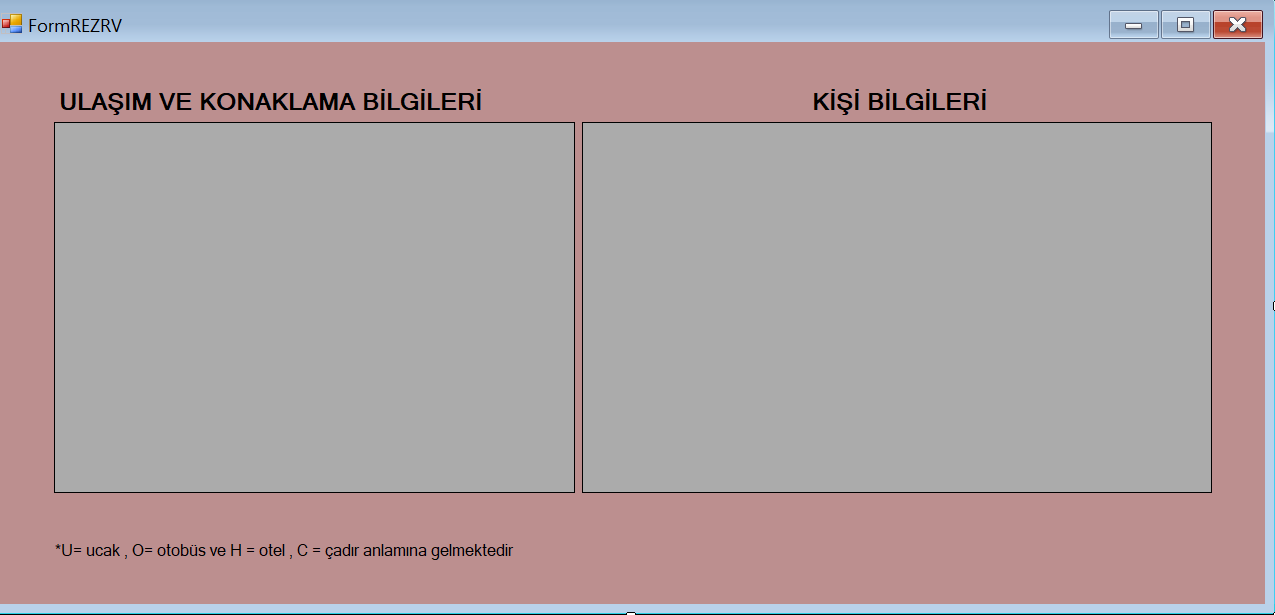 FormREZRV
ULAŞIM VE KONAKLAMA BİLGİLERİ
KİŞİ BİLGİLERİ
*U= ucak , O= otobüs ve H = otel , C = çadır anlamına gelmektedir